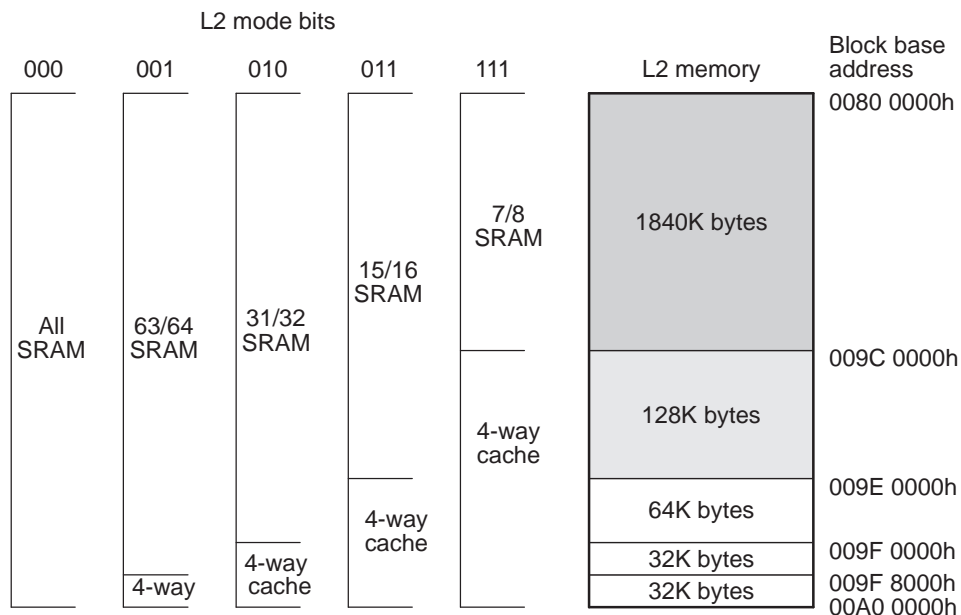 L2 mode bits
000 001 010 011 111 L2 memory
Block base
address
0080 0000h
7/8
SRAM
1840K bytes
15/16
SRAM
All
SRAM
63/64
SRAM
31/32
SRAM
009C 0000h
4-way
cache
128K bytes
009E 0000h
4-way
cache
64K bytes
009F 0000h
4-way
cache
32K bytes
009F 8000h
4-way
32K bytes
00A0 0000h